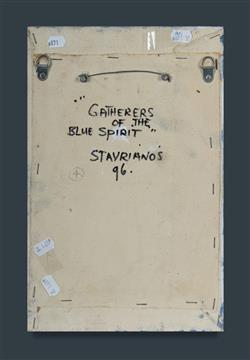 "GATHERERS
OF THE
BLUE SPIRIT"
STAVRIANOS
96.